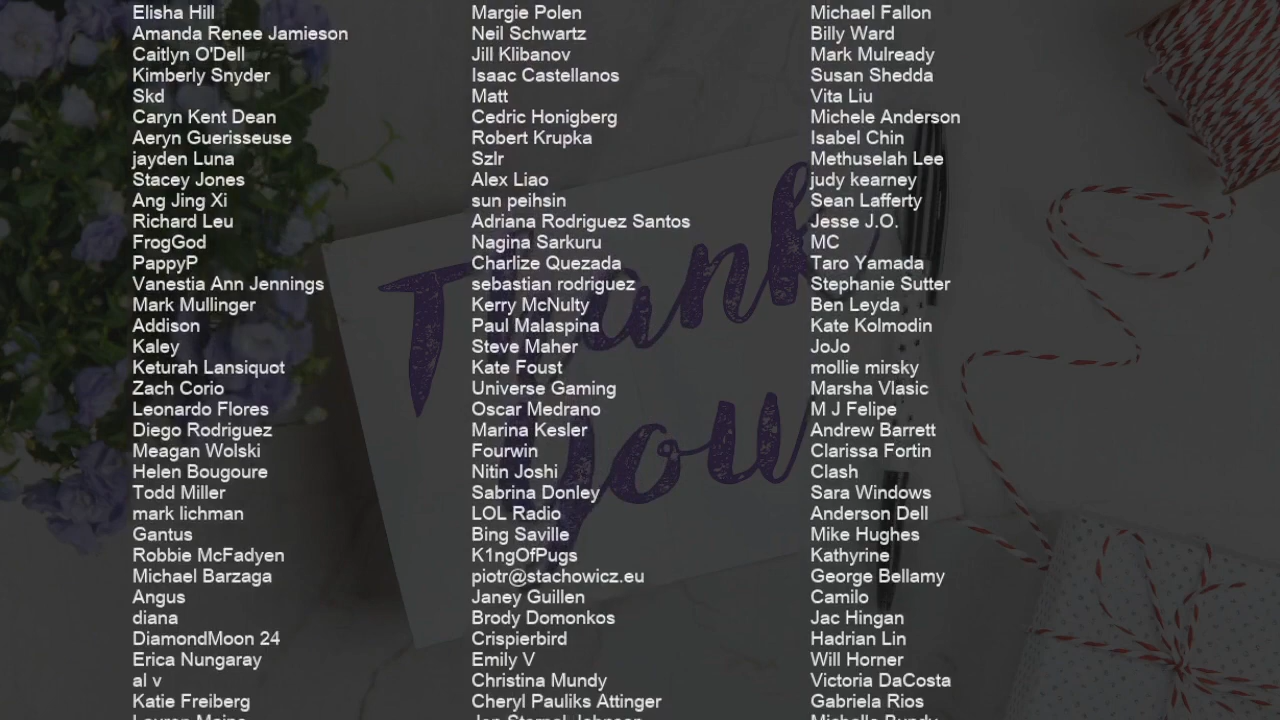 Elisha Hill
Amanda Renee Jamieson
Caitlyn O'Dell
Kimberly Snyder
Skd
Caryn Kent Dean
Aeryn Guerisseuse
jayden Luna
Stacey Jones
Ang Jing Xi
Richard Leu
FrogGod
PappyP
Vanestia Ann Jennings
Mark Mullinger
Addison
Kaley
Keturah Lansiquot
Zach Corio
Leonardo Flores
Diego Rodriguez
Meagan Wolski
Helen Bougoure
Todd Miller
mark lichman
Gantus
Robbie McFadyen
Michael Barzaga
Angus
diana
DiamondMoon 24
Erica Nungaray
al v
Katie Freiberg
Margie Polen
Neil Schwartz
Jill Klibanov
Isaac Castellanos
Matt
Cedric Honigberg
Robert Krupka
Szlr
Alex Liao
sun peihsin
Adriana Rodriguez Santos
Nagina Sarkuru
Charlize Quezada
sebastian rodriguez
Kerry McNulty
Paul Malaspina
Steve Maher
Kate Foust
Universe Gaming
Oscar Medrano
Marina Kesler
Fourwin
Nitin Joshi
Sabrina Donley
LOL Radio
Bing Saville
K1ngOfPugs
piotr@stachowicz.eu
Janey Guillen
Brody Domonkos
Crispierbird
Emily V
Christina Mundy
Cheryl Pauliks Attinger
Michael Fallon
Billy Ward
Mark Mulready
Susan Shedda
Vita Liu
Michele Anderson
Isabel Chin
Methuselah Lee
judy kearney
Sean Lafferty
Jesse J.O.
MC
Taro Yamada
Stephanie Sutter
Ben Leyda
Kate Kolmodin
JoJo
mollie mirsky
Marsha Vlasic
M J Felipe
Andrew Barrett
Clarissa Fortin
Clash
Sara Windows
Anderson Dell
Mike Hughes
Kathyrine
George Bellamy
Camilo
Jac Hingan
Hadrian Lin
Will Horner
Victoria DaCosta
Gabriela Rios
Thank
you